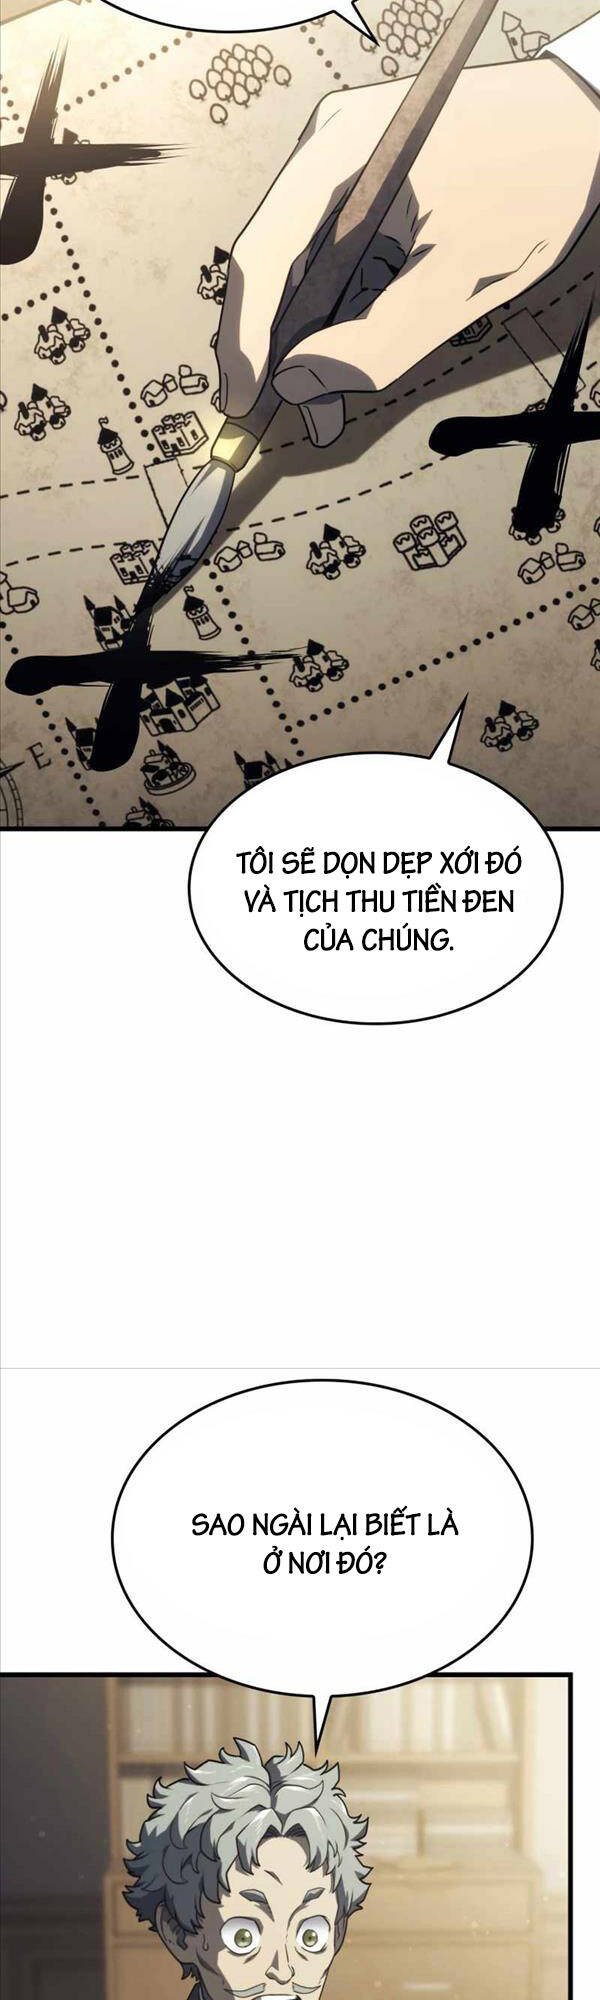 E
TÔI SẼ DỌN DẸP XỚI ĐÓ
VÀ TỊCH THU TIỀN ĐEN
CỦA CHÚNG.
SAO NGÀI LẠI BIẾT LÀ
Ở NƠI ĐÓ?